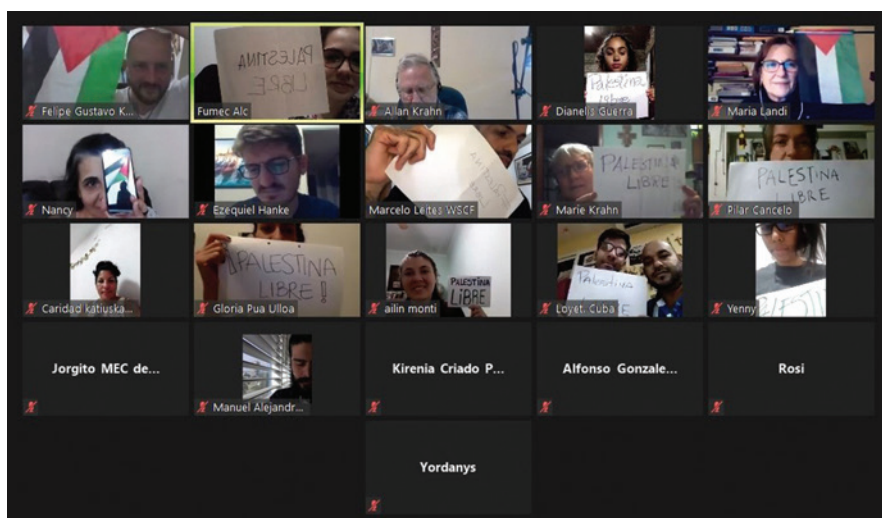 PALESTINA
LIBRE
Felipe Gustavo K...
Fumec Alc
Allan Krahn
Palestina
Libre
Dianelis Guerra
Maria Landi
Nancy
Ezequiel Hanke
Marcelo Leites WSCF
PALESTINA
LIBRE
Marie Krahn
PALESTINA
LIBRE
Pilar Cancelo
Caridad katiuska...
¡PALESTINA
LIBRE!
Gloria Pua Ulloa
PALESTINA
LiBRE
ailin monti
Palestina
Loyet. Cuba
Yenny
Jorgito MEC de...
Manuel Alejandr...
Kirenia Criado P...
Alfonso Gonzale...
Rosi
Yordanys